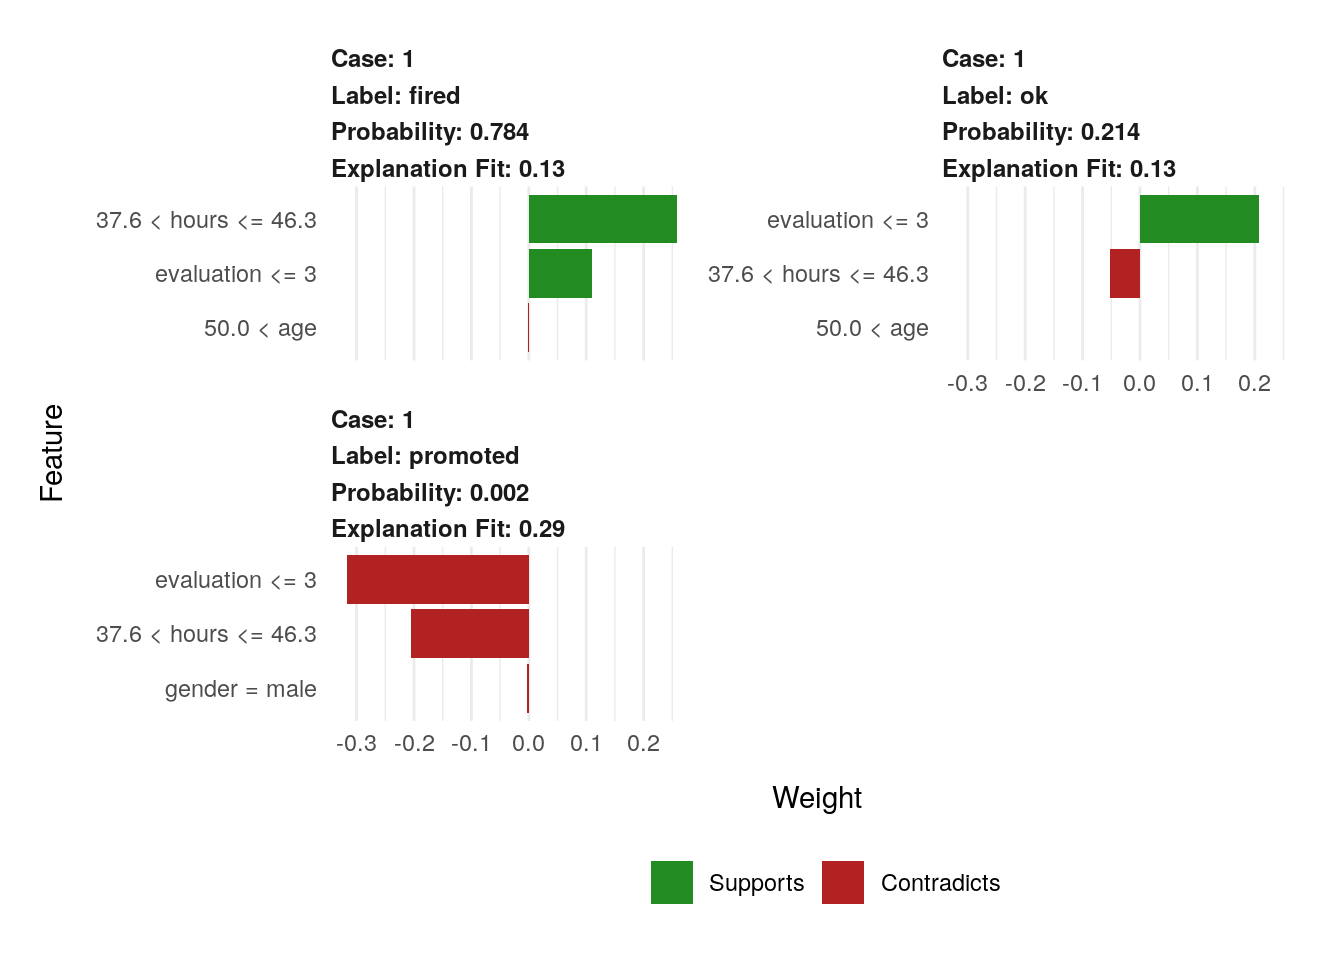 Case: 1
Label: fired
Probability: 0.784
Explanation Fit: 0.13
37.6 < hours <= 46.3
evaluation <= 3
50.0 < age
Case: 1
Label: ok
Probability: 0.214
Explanation Fit: 0.13
evaluation <= 3
37.6 < hours <= 46.3
50.0 < age
-0.3 -0.2 -0.1 0.0 0.1 0.2
Feature
Case: 1
Label: promoted
Probability: 0.002
Explanation Fit: 0.29
evaluation <= 3
37.6 < hours <= 46.3
gender = male
-0.3 -0.2 -0.1 0.0 0.1 0.2
Weight
Supports Contradicts